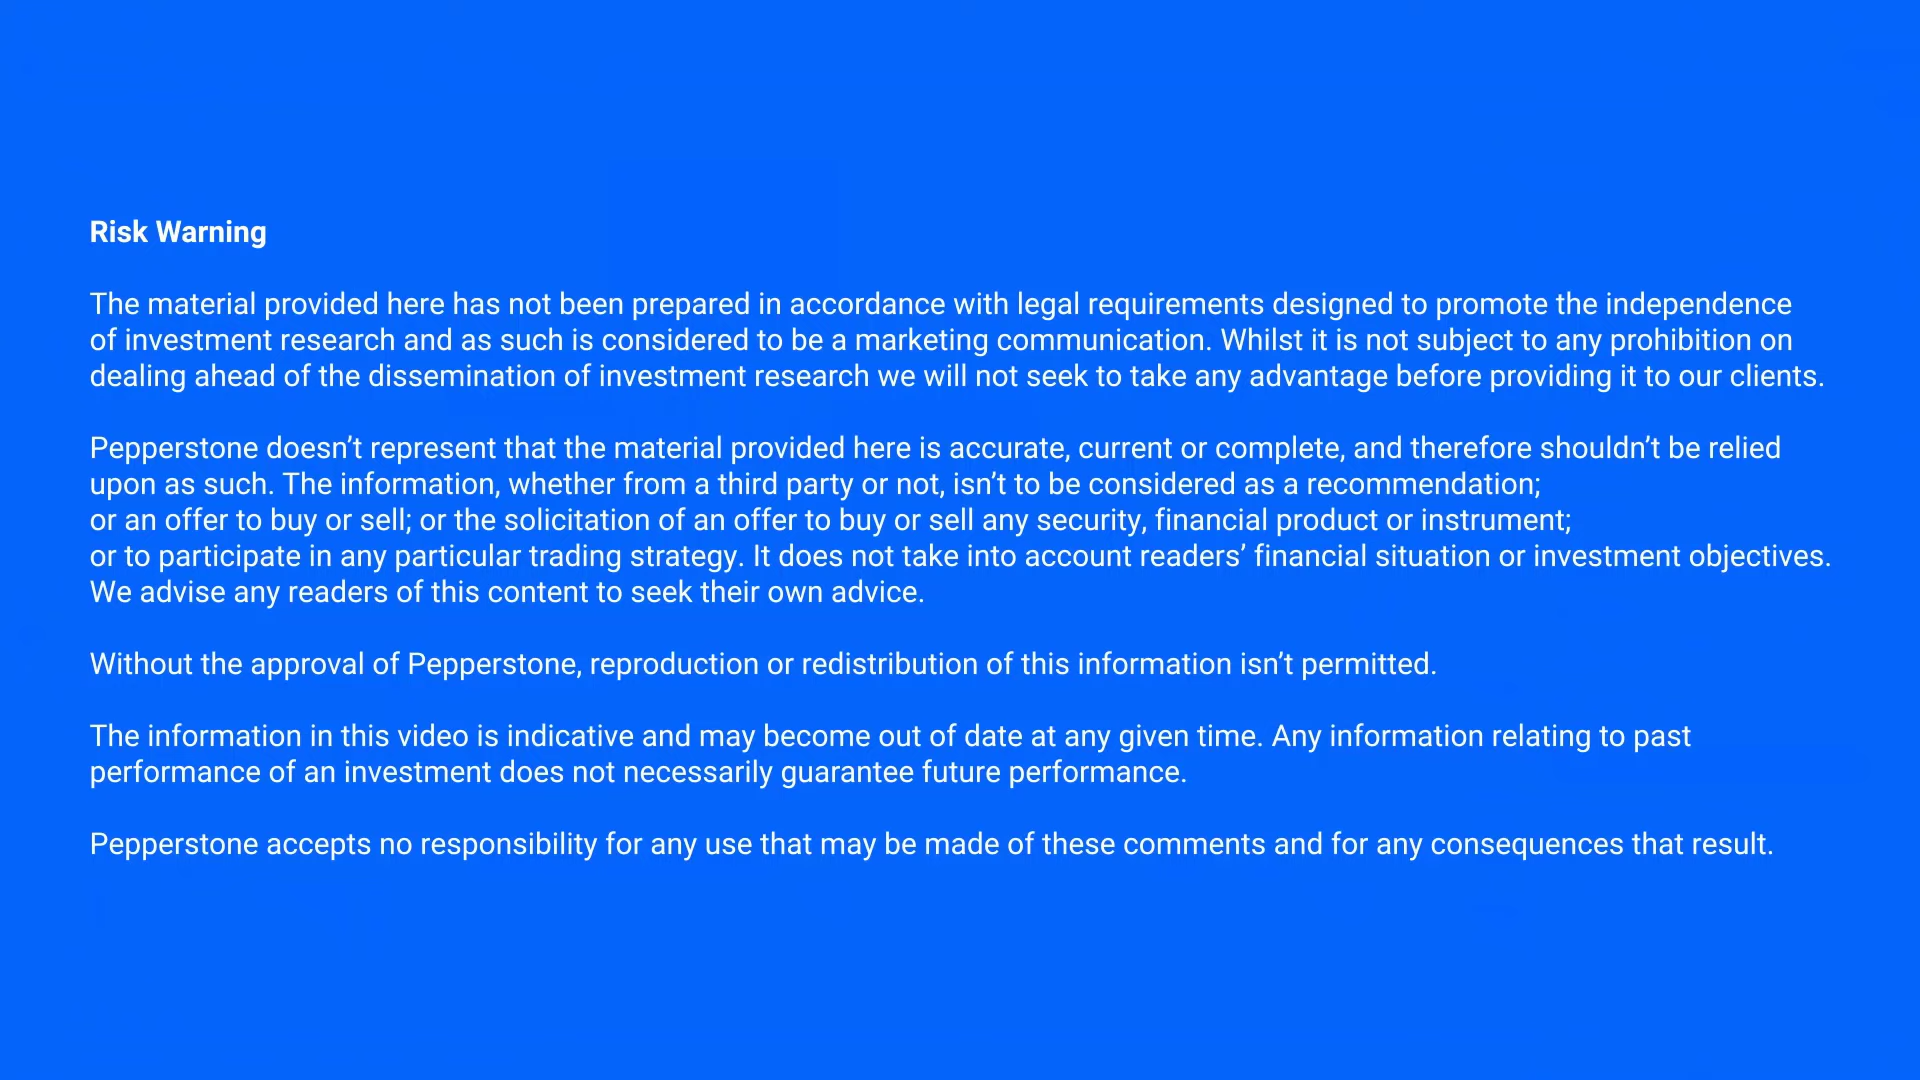 Risk Warning
The material provided here has not been prepared in accordance with legal requirements designed to promote the independence
of investment research and as such is considered to be a marketing communication. Whilst it is not subject to any prohibition on
dealing ahead of the dissemination of investment research we will not seek to take any advantage before providing it to our clients.
Pepperstone doesn’t represent that the material provided here is accurate, current or complete, and therefore shouldn’t be relied
upon as such. The information, whether from a third party or not, isn’t to be considered as a recommendation;
or an offer to buy or sell; or the solicitation of an offer to buy or sell any security, financial product or instrument;
or to participate in any particular trading strategy. It does not take into account readers’ financial situation or investment objectives.
We advise any readers of this content to seek their own advice.
Without the approval of Pepperstone, reproduction or redistribution of this information isn’t permitted.
The information in this video is indicative and may become out of date at any given time. Any information relating to past
performance of an investment does not necessarily guarantee future performance.
Pepperstone accepts no responsibility for any use that may be made of these comments and for any consequences that result.